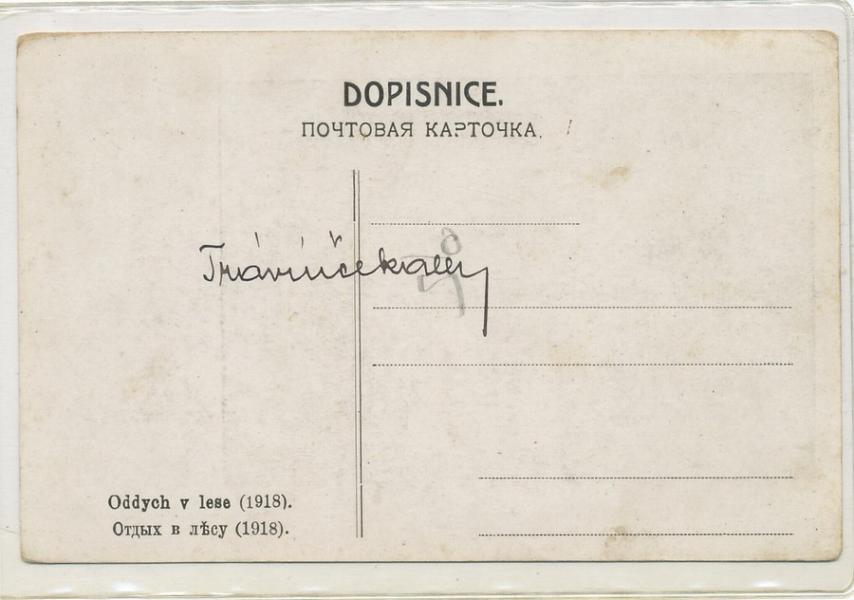 DOPISNICE.
ПОЧТОВАЯ КАРТОЧКА.
Oddych v lese (1918).
Отдых в лѣсу (1918).